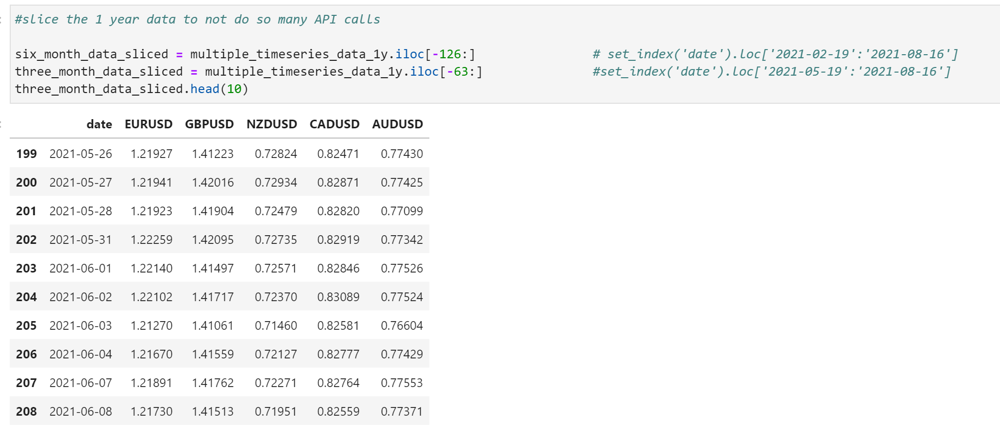 #slice the 1 year data to not do so many API calls
six_month_data_sliced = multiple_timeseries_data_1y.iloc[-126:] # set_index('date').loc['2021-02-19':'2021-08-16']
three_month_data_sliced = multiple_timeseries_data_1y.iloc[-63:] #set_index('date').loc['2021-05-19':'2021-08-16']
three_month_data_sliced.head(10)
date EURUSD GBPUSD NZDUSD CADUSD AUDUSD
199 2021-05-26 1.21927 1.41223 0.72824 0.82471 0.77430
200 2021-05-27 1.21941 1.42016 0.72934 0.82871 0.77425
201 2021-05-28 1.21923 1.41904 0.72479 0.82820 0.77099
202 2021-05-31 1.22259 1.42095 0.72735 0.82919 0.77342
203 2021-06-01 1.22140 1.41497 0.72571 0.82846 0.77526
204 2021-06-02 1.22102 1.41717 0.72370 0.83089 0.77524
205 2021-06-03 1.21270 1.41061 0.71460 0.82581 0.76604
206 2021-06-04 1.21670 1.41559 0.72127 0.82777 0.77429
207 2021-06-07 1.21891 1.41762 0.72271 0.82764 0.77553
208 2021-06-08 1.21730 1.41513 0.71951 0.82559 0.77371